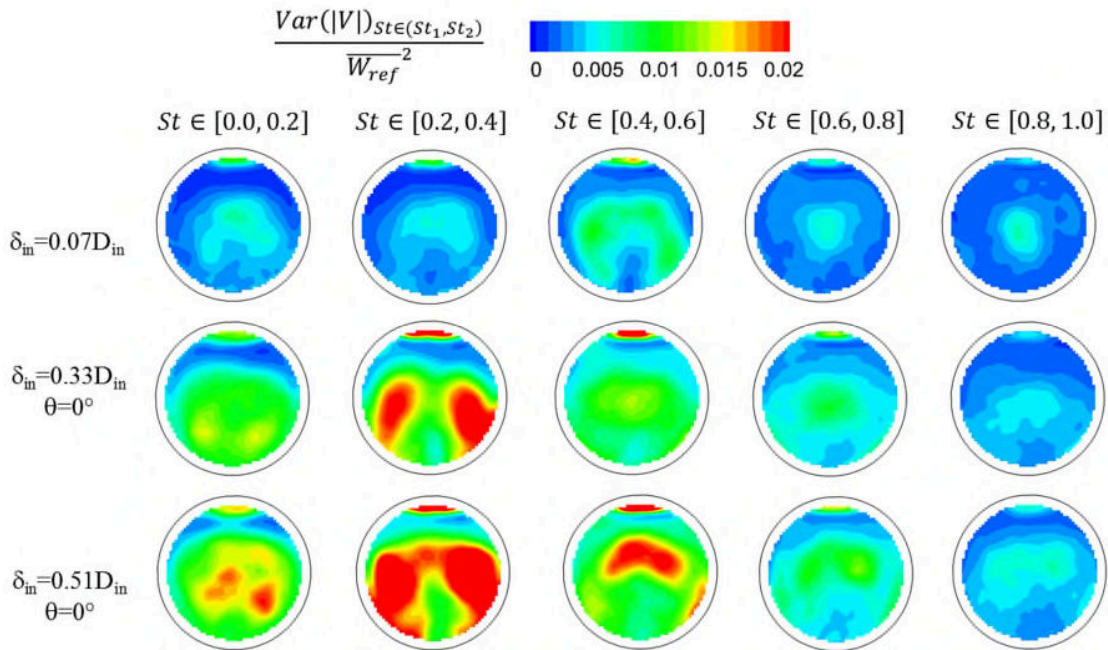 Var(|V|)St∈(St1,St2)
Wref2
0 0.005 0.01 0.015 0.02
St ∈ [0.0, 0.2] St ∈ [0.2, 0.4] St ∈ [0.4, 0.6] St ∈ [0.6, 0.8] St ∈ [0.8, 1.0]
δin=0.07Din
δin=0.33Din
θ=0°
δin=0.51Din
θ=0°